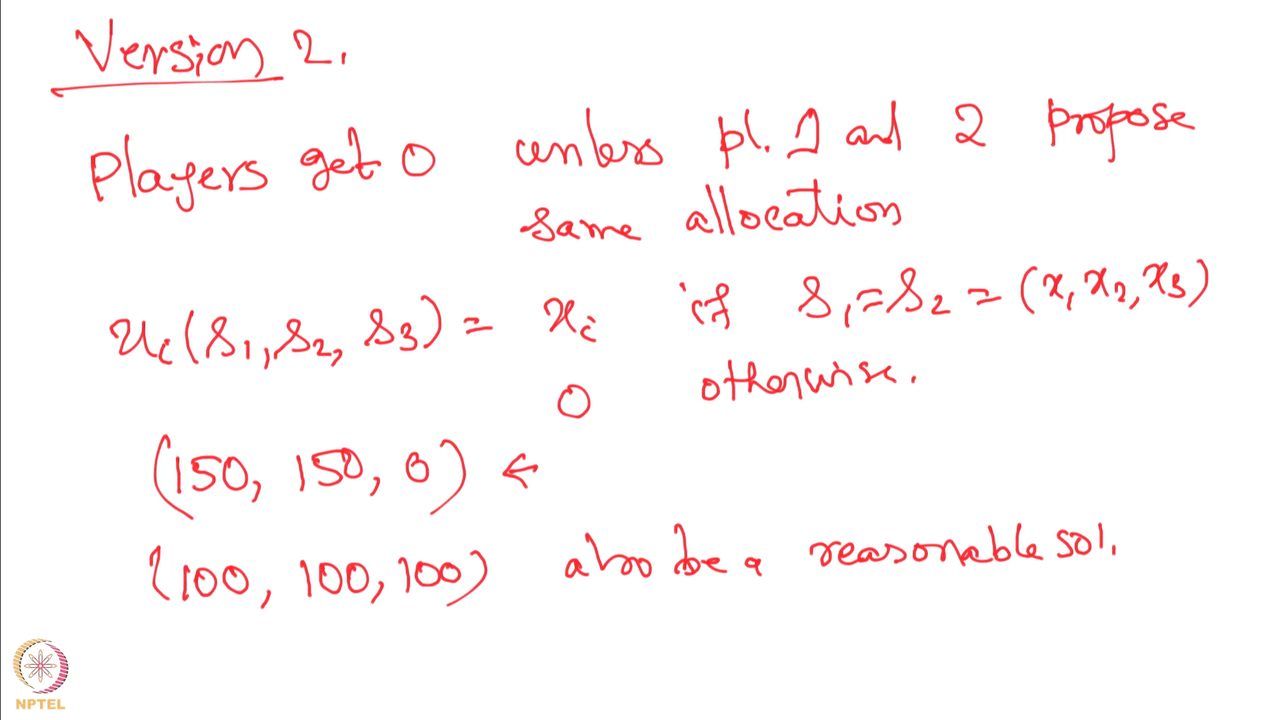 Version 2.
Players get 0 unless pl. 1 and 2 propose
same allocation
u_i(s_1, s_2, s_3) = x_i if s_1 = s_2 = (x_1, x_2, x_3)
0 otherwise.
(150, 150, 0) ←
(100, 100, 100) also be a reasonable sol.
NPTEL